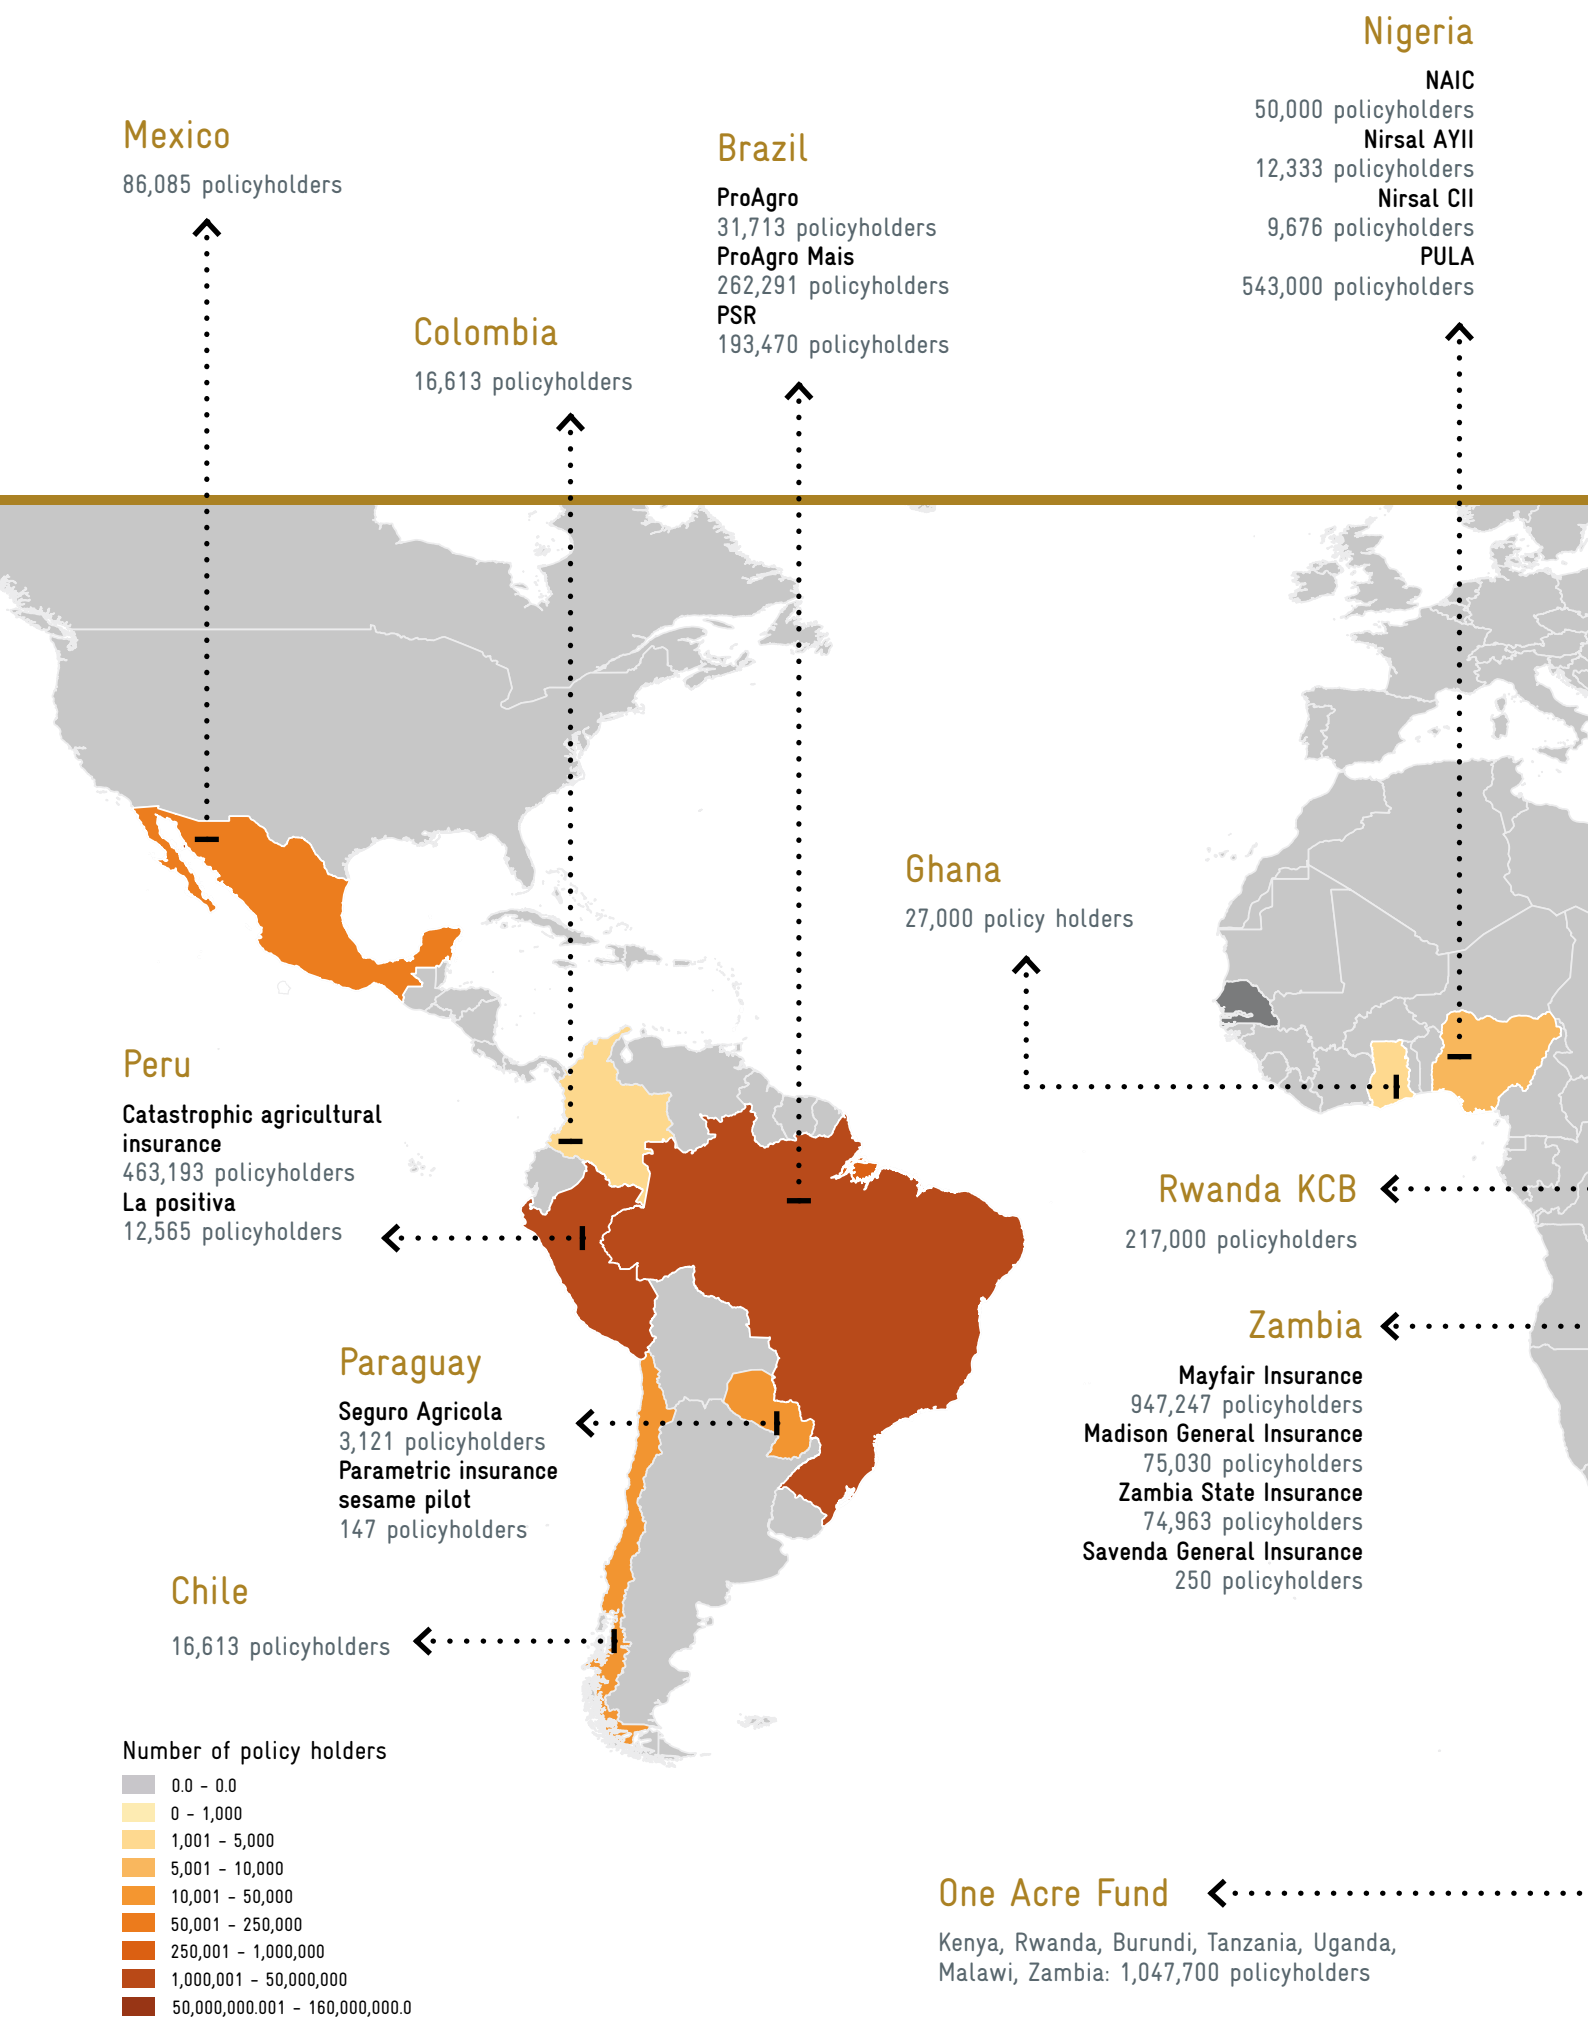 Nigeria
NAIC
50,000 policyholders
Nirsal AYII
12,333 policyholders
Nirsal CII
9,676 policyholders
PULA
543,000 policyholders
Mexico
86,085 policyholders
Brazil
ProAgro
31,713 policyholders
ProAgro Mais
262,291 policyholders
PSR
193,470 policyholders
Colombia
16,613 policyholders
Ghana
27,000 policy holders
Peru
Catastrophic agricultural
insurance
463,193 policyholders
La positiva
12,565 policyholders
Rwanda KCB
217,000 policyholders
Zambia
Mayfair Insurance
947,247 policyholders
Madison General Insurance
75,030 policyholders
Zambia State Insurance
74,963 policyholders
Savenda General Insurance
250 policyholders
Paraguay
Seguro Agricola
3,121 policyholders
Parametric insurance
sesame pilot
147 policyholders
Chile
16,613 policyholders
Number of policy holders
0.0 - 0.0
0 - 1,000
1,001 - 5,000
5,001 - 10,000
10,001 - 50,000
50,001 - 250,000
250,001 - 1,000,000
1,000,001 - 50,000,000
50,000,000.001 - 160,000,000.0
One Acre Fund
Kenya, Rwanda, Burundi, Tanzania, Uganda,
Malawi, Zambia: 1,047,700 policyholders